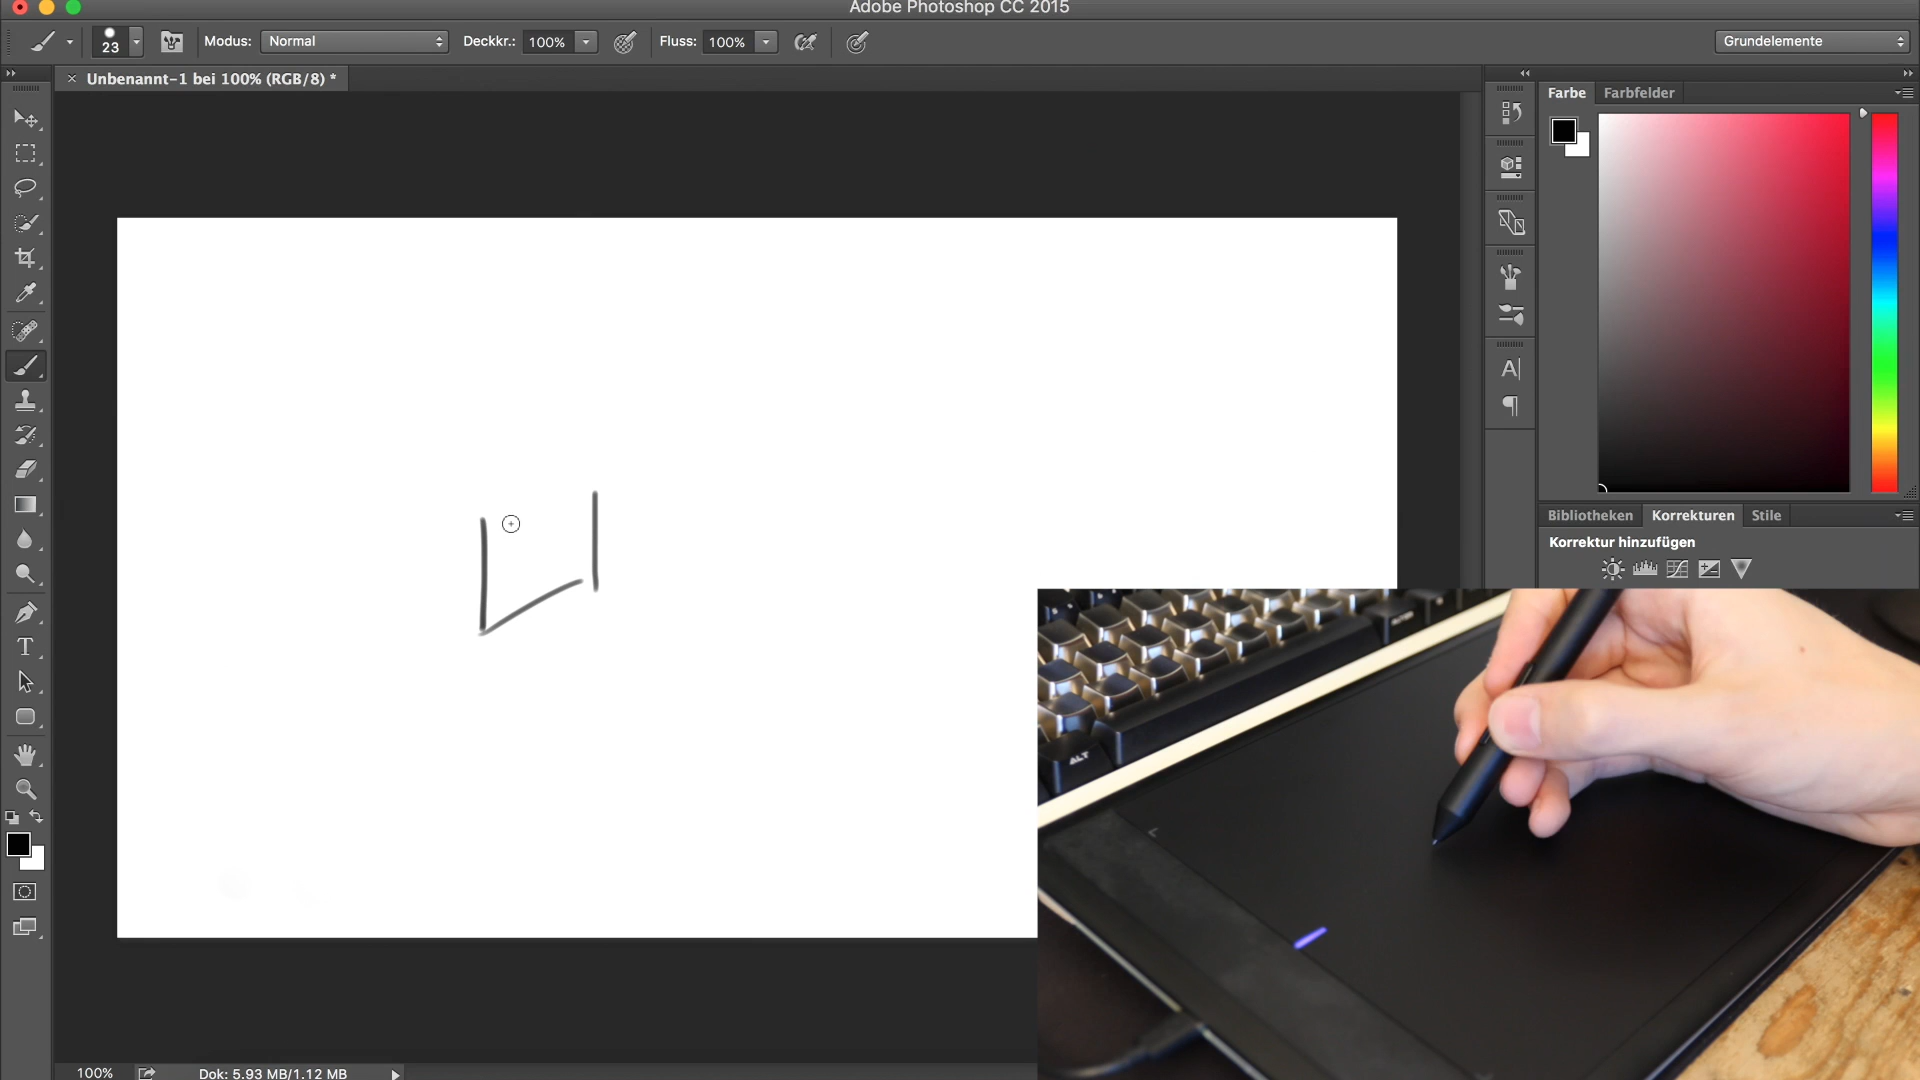 Adobe Photoshop CC 2015
23
Modus: Normal Deckkr.: 100% Fluss: 100% Grundelemente
× Unbenannt-1 bei 100% (RGB/8) *
Farbe Farbfelder
Bibliotheken Korrekturen Stile
Korrektur hinzufügen
ALT
100% Dok: 5.93 MB/1.12 MB